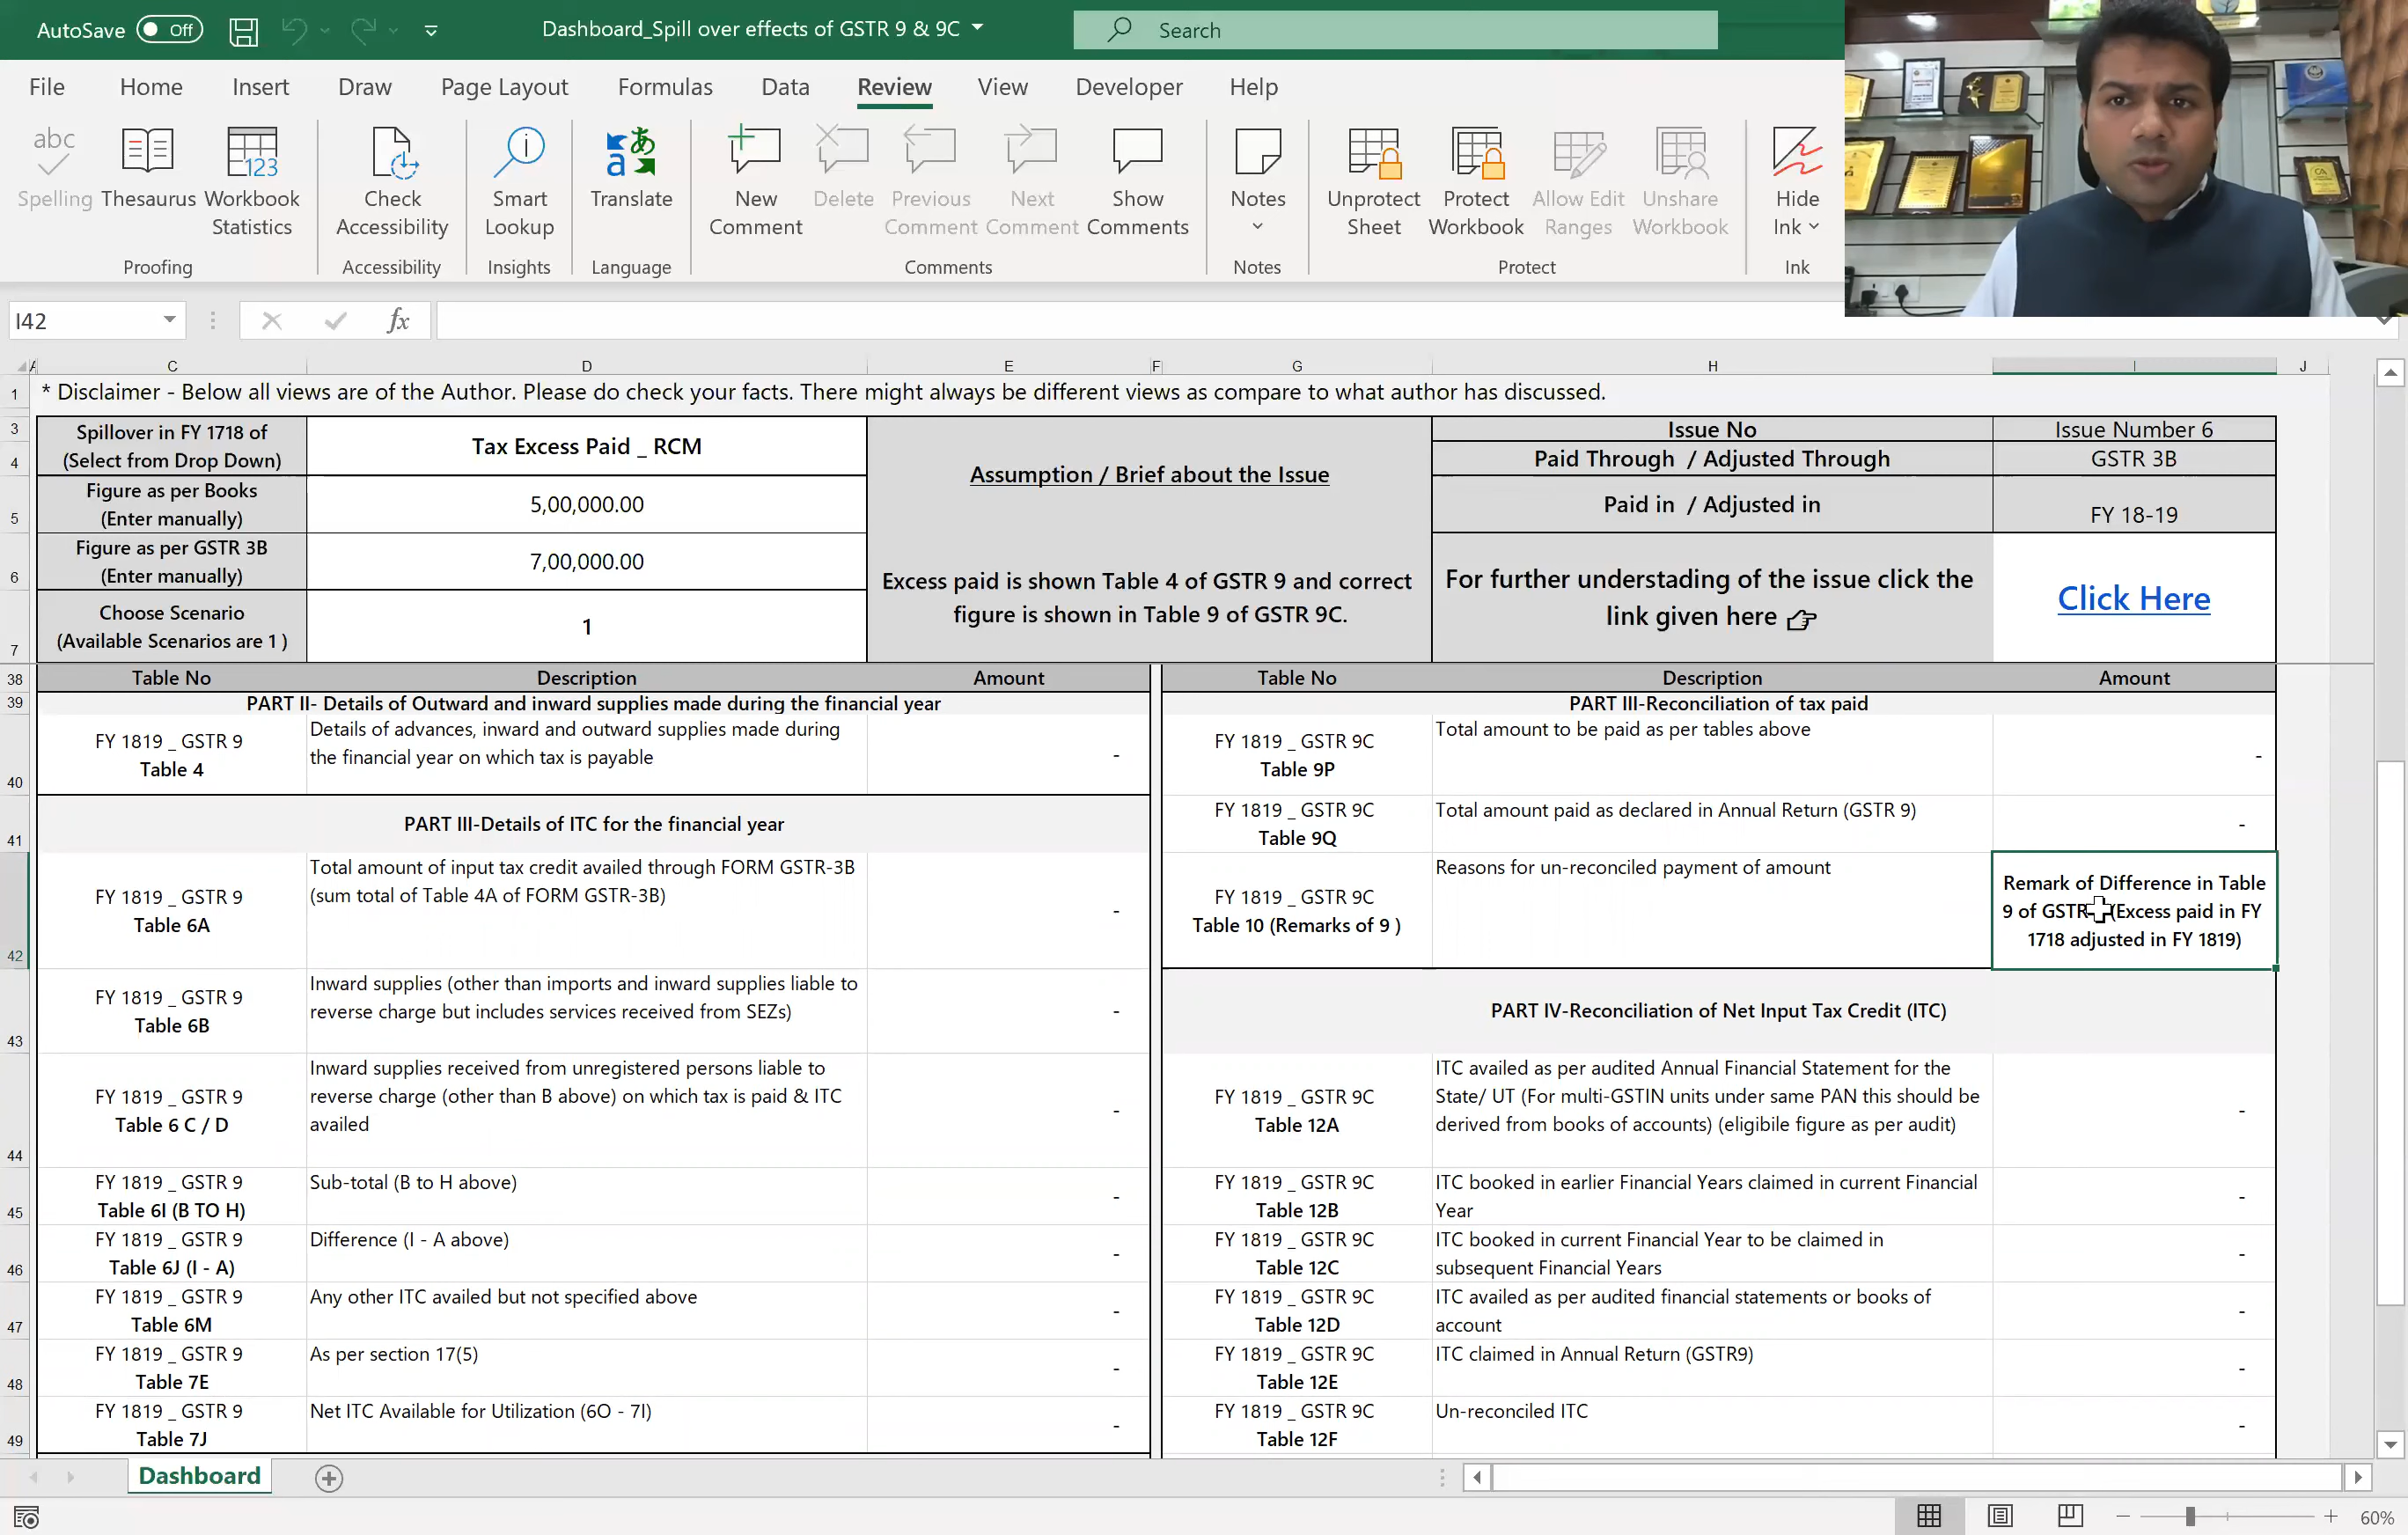 AutoSave Off
Dashboard_Spill over effects of GSTR 9 & 9C
Search
File Home Insert Draw Page Layout Formulas Data Review View Developer Help
abc
Spelling
Thesaurus
123
Workbook
Statistics
Proofing
Check
Accessibility
Accessibility
Smart
Lookup
Insights
Translate
Language
New
Comment
Delete
Previous
Comment
Next
Comment
Show
Comments
Comments
Notes
Notes
Unprotect
Sheet
Protect
Workbook
Allow Edit
Ranges
Unshare
Workbook
Protect
Hide
Ink
Ink
I42
fx
A C D E F G H I J
1 * Disclaimer - Below all views are of the Author. Please do check your facts. There might always be different views as compare to what author has discussed.
3
4
Spillover in FY 1718 of
(Select from Drop Down)
Tax Excess Paid _ RCM
5
Figure as per Books
(Enter manually)
5,00,000.00
6
Figure as per GSTR 3B
(Enter manually)
7,00,000.00
7
Choose Scenario
(Available Scenarios are 1 )
1
Assumption / Brief about the Issue
Excess paid is shown Table 4 of GSTR 9 and correct
figure is shown in Table 9 of GSTR 9C.
Issue No Issue Number 6
Paid Through / Adjusted Through GSTR 3B
Paid in / Adjusted in FY 18-19
For further understading of the issue click the
link given here
Click Here
38 Table No Description Amount Table No Description Amount
39 PART II- Details of Outward and inward supplies made during the financial year PART III-Reconciliation of tax paid
40
FY 1819 _ GSTR 9
Table 4
Details of advances, inward and outward supplies made during
the financial year on which tax is payable
-
FY 1819 _ GSTR 9C
Table 9P
Total amount to be paid as per tables above
-
41
PART III-Details of ITC for the financial year
FY 1819 _ GSTR 9C
Table 9Q
Total amount paid as declared in Annual Return (GSTR 9)
-
42
FY 1819 _ GSTR 9
Table 6A
Total amount of input tax credit availed through FORM GSTR-3B
(sum total of Table 4A of FORM GSTR-3B)
-
FY 1819 _ GSTR 9C
Table 10 (Remarks of 9 )
Reasons for un-reconciled payment of amount
Remark of Difference in Table
9 of GSTR (Excess paid in FY
1718 adjusted in FY 1819)
43
FY 1819 _ GSTR 9
Table 6B
Inward supplies (other than imports and inward supplies liable to
reverse charge but includes services received from SEZs)
-
PART IV-Reconciliation of Net Input Tax Credit (ITC)
44
FY 1819 _ GSTR 9
Table 6 C / D
Inward supplies received from unregistered persons liable to
reverse charge (other than B above) on which tax is paid & ITC
availed
-
FY 1819 _ GSTR 9C
Table 12A
ITC availed as per audited Annual Financial Statement for the
State/ UT (For multi-GSTIN units under same PAN this should be
derived from books of accounts) (eligibile figure as per audit)
-
45
FY 1819 _ GSTR 9
Table 6I (B TO H)
Sub-total (B to H above)
-
FY 1819 _ GSTR 9C
Table 12B
ITC booked in earlier Financial Years claimed in current Financial
Year
-
46
FY 1819 _ GSTR 9
Table 6J (I - A)
Difference (I - A above)
-
FY 1819 _ GSTR 9C
Table 12C
ITC booked in current Financial Year to be claimed in
subsequent Financial Years
-
47
FY 1819 _ GSTR 9
Table 6M
Any other ITC availed but not specified above
-
FY 1819 _ GSTR 9C
Table 12D
ITC availed as per audited financial statements or books of
account
-
48
FY 1819 _ GSTR 9
Table 7E
As per section 17(5)
-
FY 1819 _ GSTR 9C
Table 12E
ITC claimed in Annual Return (GSTR9)
-
49
FY 1819 _ GSTR 9
Table 7J
Net ITC Available for Utilization (6O - 7I)
-
FY 1819 _ GSTR 9C
Table 12F
Un-reconciled ITC
-
Dashboard
60%